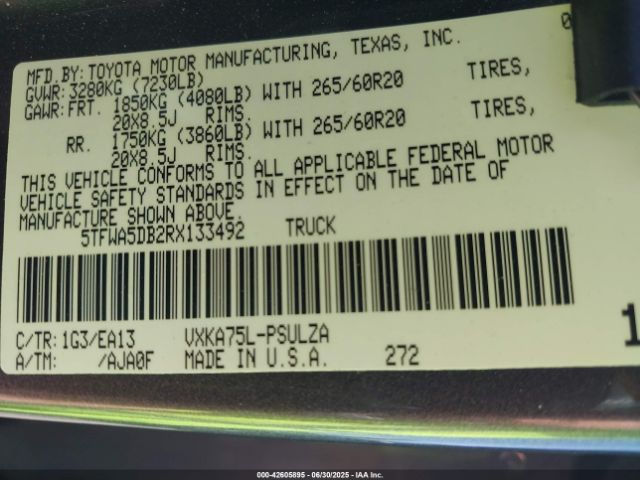 MFD.BY:TOYOTA MOTOR MANUFACTURING, TEXAS, INC. 0
GVWR:3280KG (7230LB)
GAWR:FRT. 1850KG (4080LB) WITH 265/60R20 TIRES,
20X8.5J RIMS.
RR. 1750KG (3860LB) WITH 265/60R20 TIRES,
20X8.5J RIMS.
THIS VEHICLE CONFORMS TO ALL APPLICABLE FEDERAL MOTOR
VEHICLE SAFETY STANDARDS IN EFFECT ON THE DATE OF
MANUFACTURE SHOWN ABOVE.
5TFWA5DB2RX133492 TRUCK
C/TR:1G3/EA13 VXKA75L-PSULZA 1
A/TM: /AJA0F MADE IN U.S.A. 272
000-42605895 - 06/30/2025 - IAA Inc.